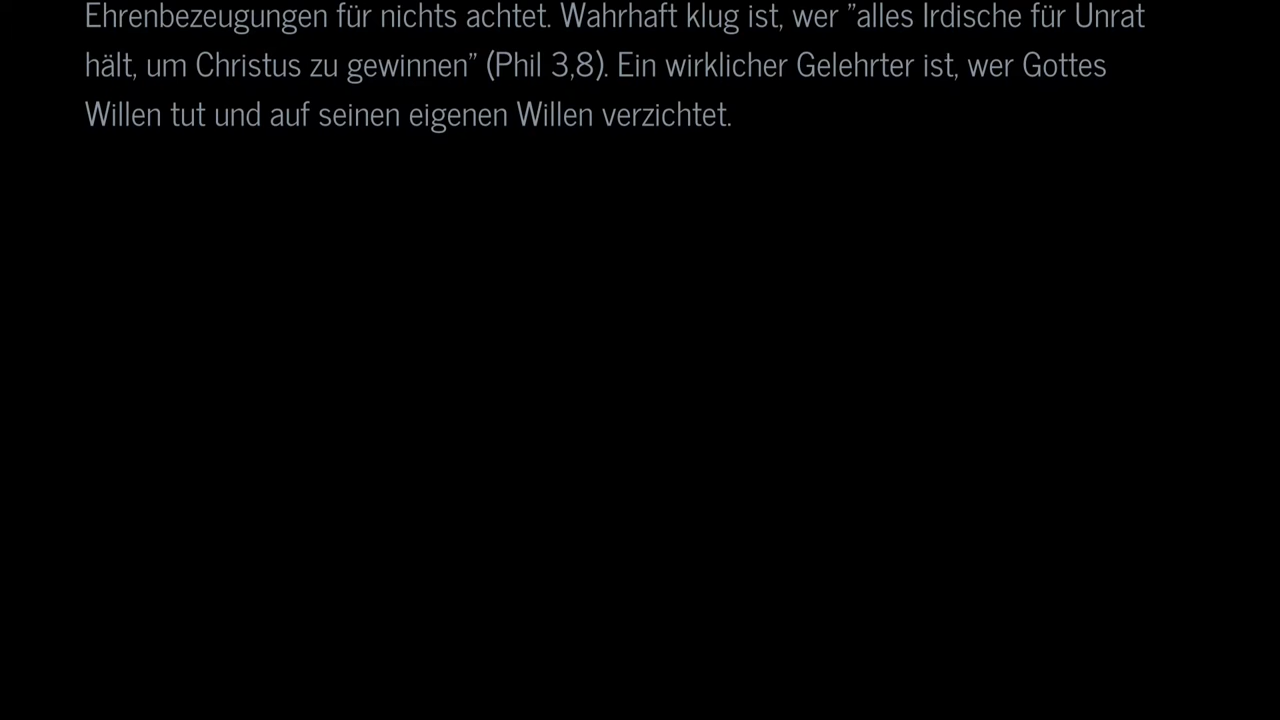 Ehrenbezeugungen für nichts achtet. Wahrhaft klug ist, wer ”alles Irdische für Unrat
hält, um Christus zu gewinnen” (Phil 3,8). Ein wirklicher Gelehrter ist, wer Gottes
Willen tut und auf seinen eigenen Willen verzichtet.